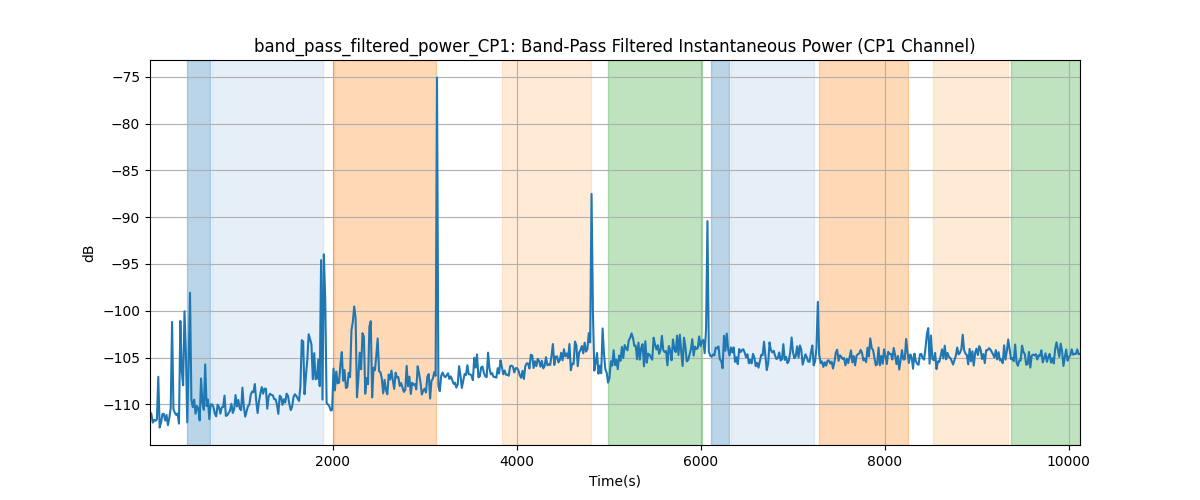 band_pass_filtered_power_CP1: Band-Pass Filtered Instantaneous Power (CP1 Channel)
−75
−80
−85
−90
−95
−100
−105
−110
dB
2000 4000 6000 8000 10000
Time(s)